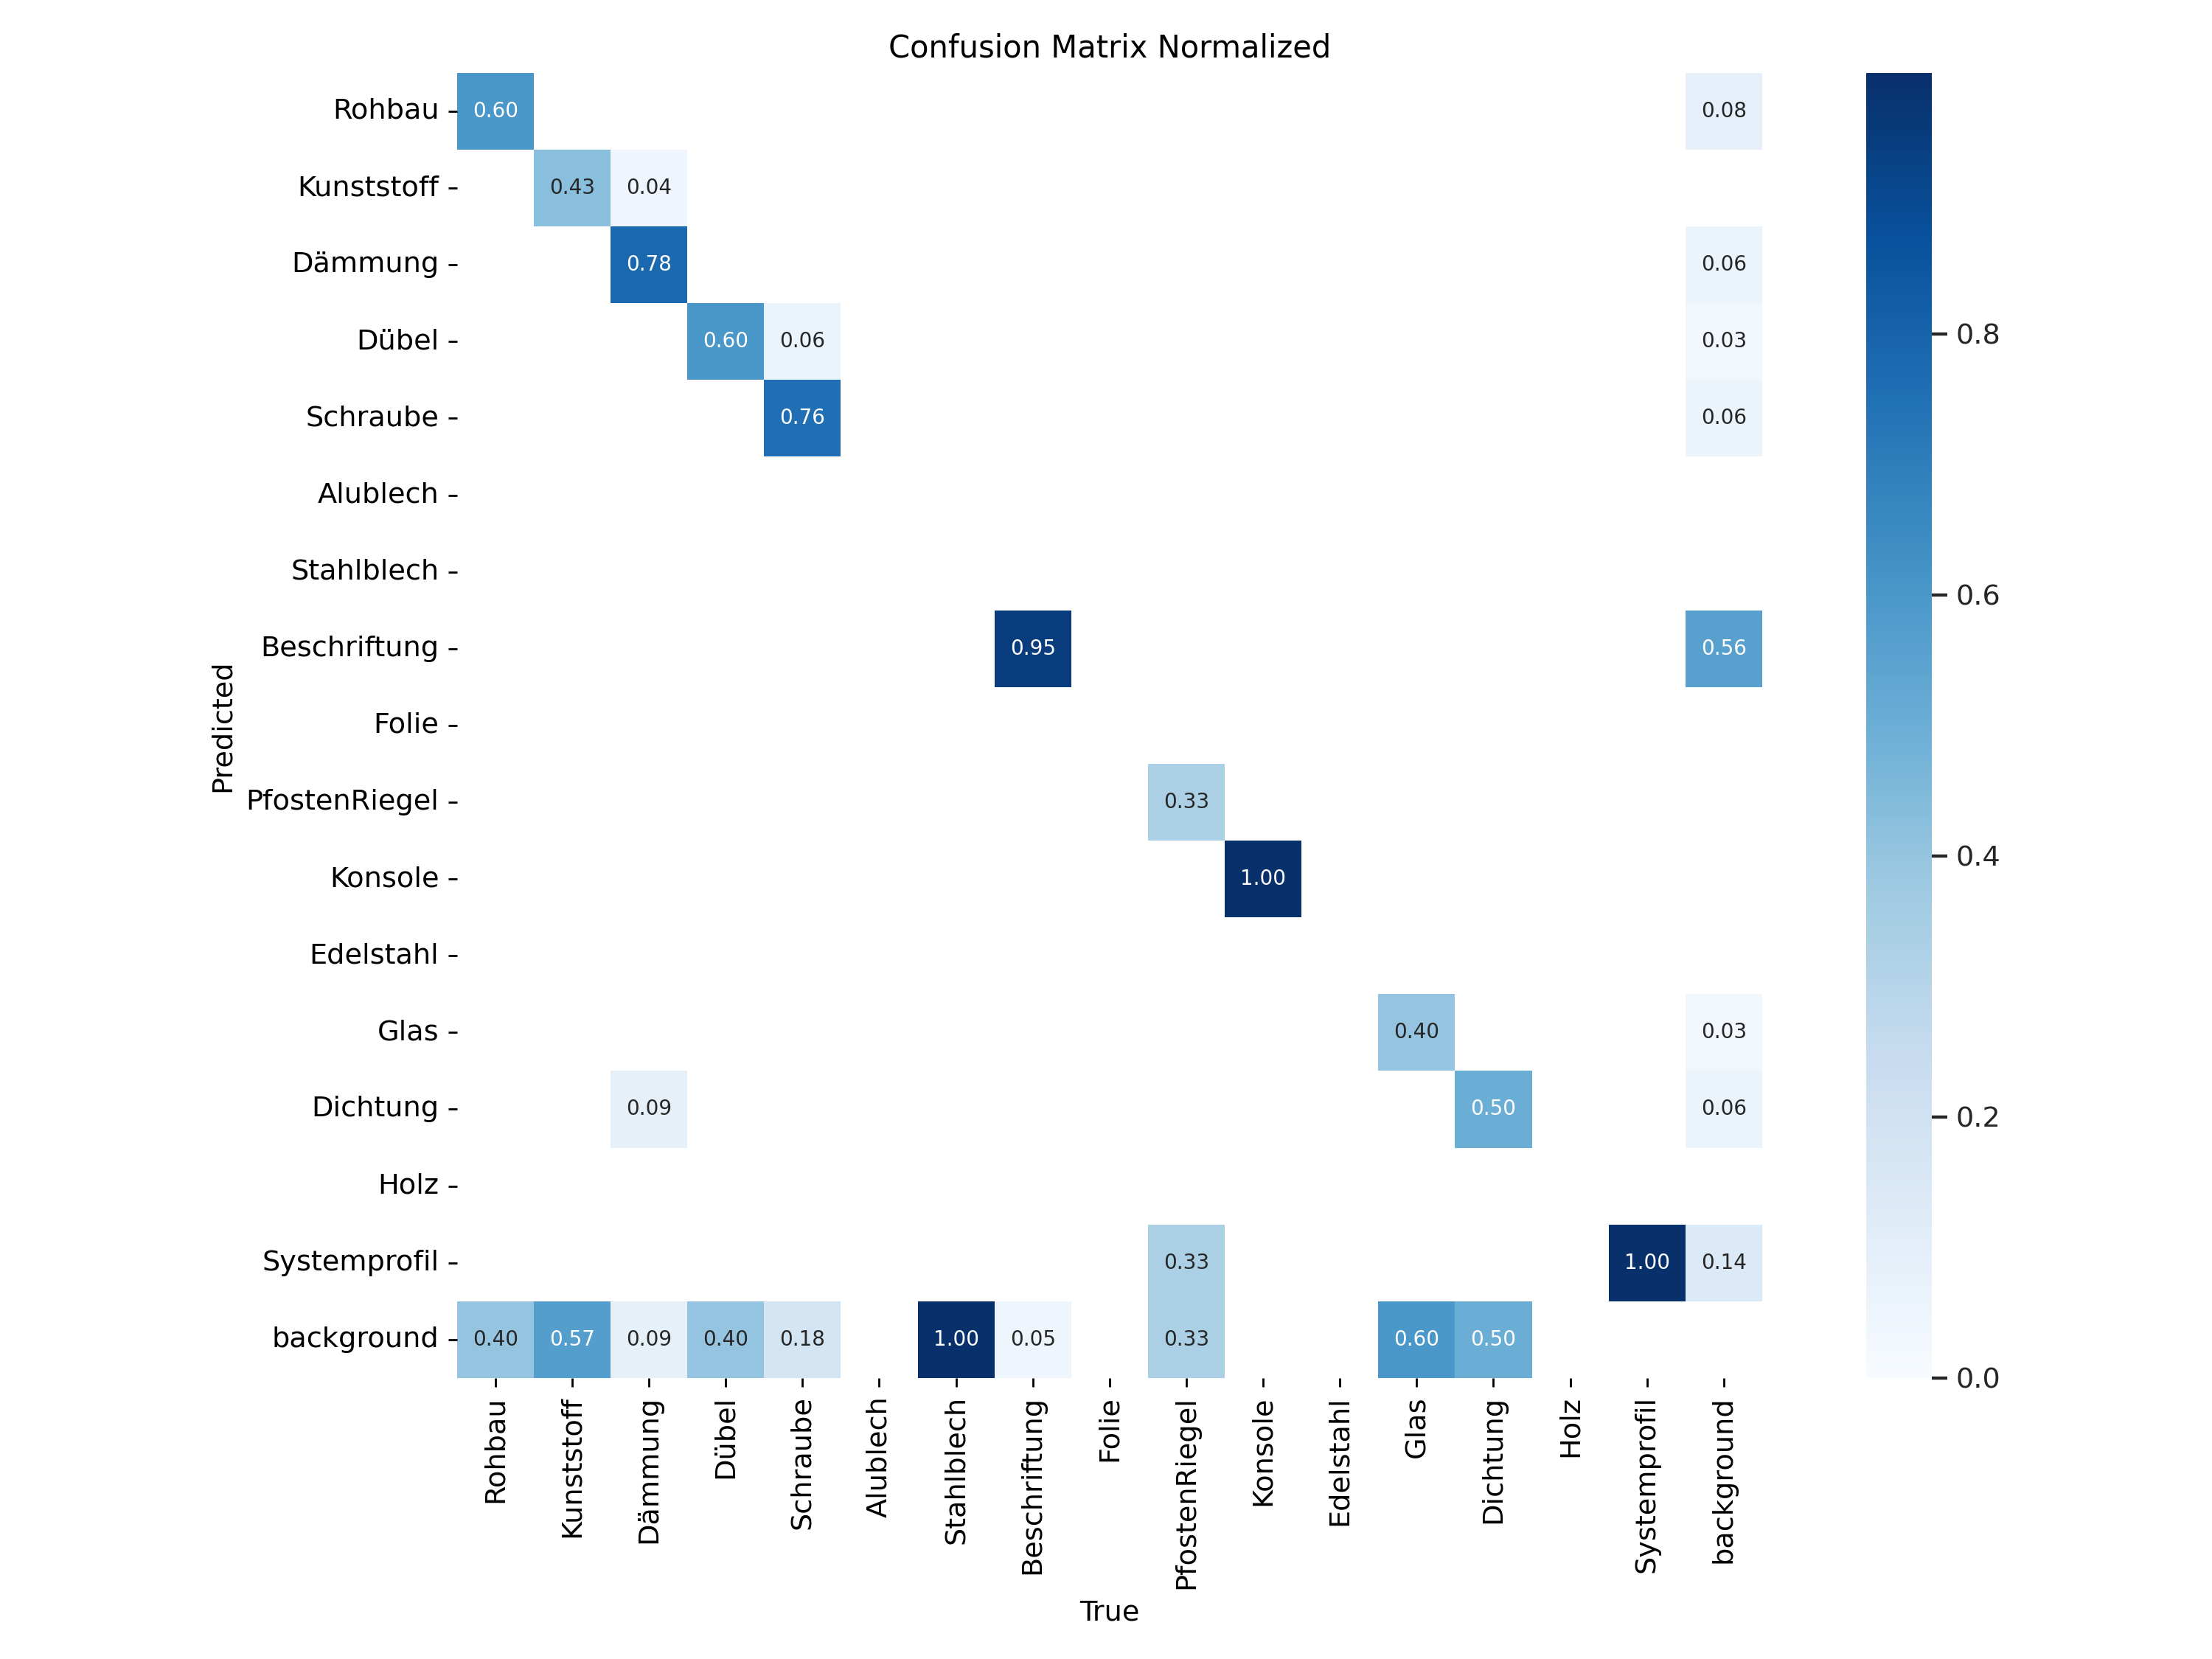 Confusion Matrix Normalized
Rohbau 0.60 0.08
Kunststoff 0.43 0.04
Dämmung 0.78 0.06
Dübel 0.60 0.06 0.03
0.8
Schraube 0.76 0.06
Alublech
Stahlblech
0.6
Beschriftung 0.95 0.56
Predicted
Folie
PfostenRiegel 0.33
0.4
Konsole 1.00
Edelstahl
Glas 0.40 0.03
Dichtung 0.09 0.50 0.06
0.2
Holz
Systemprofil 0.33 1.00 0.14
background 0.40 0.57 0.09 0.40 0.18 1.00 0.05 0.33 0.60 0.50
0.0
Rohbau Kunststoff Dämmung Dübel Schraube Alublech Stahlblech Beschriftung Folie PfostenRiegel Konsole Edelstahl Glas Dichtung Holz Systemprofil background
True